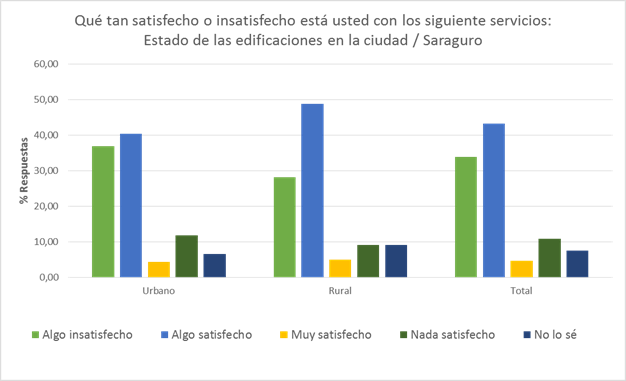 Qué tan satisfecho o insatisfecho está usted con los siguiente servicios:
Estado de las edificaciones en la ciudad / Saraguro
60,00
50,00
40,00
30,00
20,00
10,00
0,00
% Respuestas
Urbano Rural Total
Algo insatisfecho Algo satisfecho Muy satisfecho Nada satisfecho No lo sé